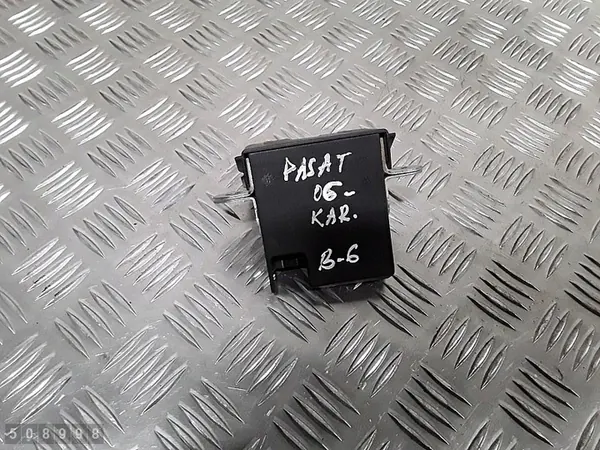 PASAT
06-
KAR.
B-6
508998